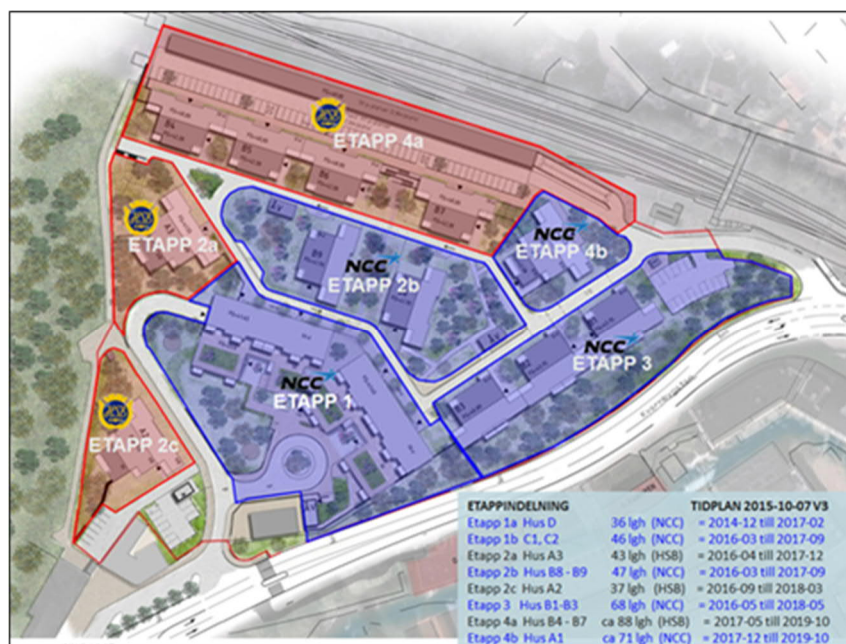 ETAPP 4a
B4
B5
B6
B7
ETAPP 2a
A3
NCC
ETAPP 4b
NCC
ETAPP 2b
NCC
ETAPP 3
NCC
ETAPP 1
ETAPP 2c
ETAPPINDELNING TIDPLAN 2015-10-07 V3
Etapp 1a Hus D 36 lgh (NCC) = 2014-12 till 2017-02
Etapp 1b C1, C2 46 lgh (NCC) = 2016-03 till 2017-09
Etapp 2a Hus A3 43 lgh (HSB) = 2016-04 till 2017-12
Etapp 2b Hus B8 - B9 47 lgh (NCC) = 2016-03 till 2017-09
Etapp 2c Hus A2 37 lgh (HSB) = 2016-09 till 2018-03
Etapp 3 Hus B1-B3 68 lgh (NCC) = 2016-05 till 2018-05
Etapp 4a Hus B4 - B7 ca 88 lgh (HSB) = 2017-05 till 2019-10
Etapp 4b Hus A1 ca 71 lgh (NCC) = 2017-12 till 2019-10